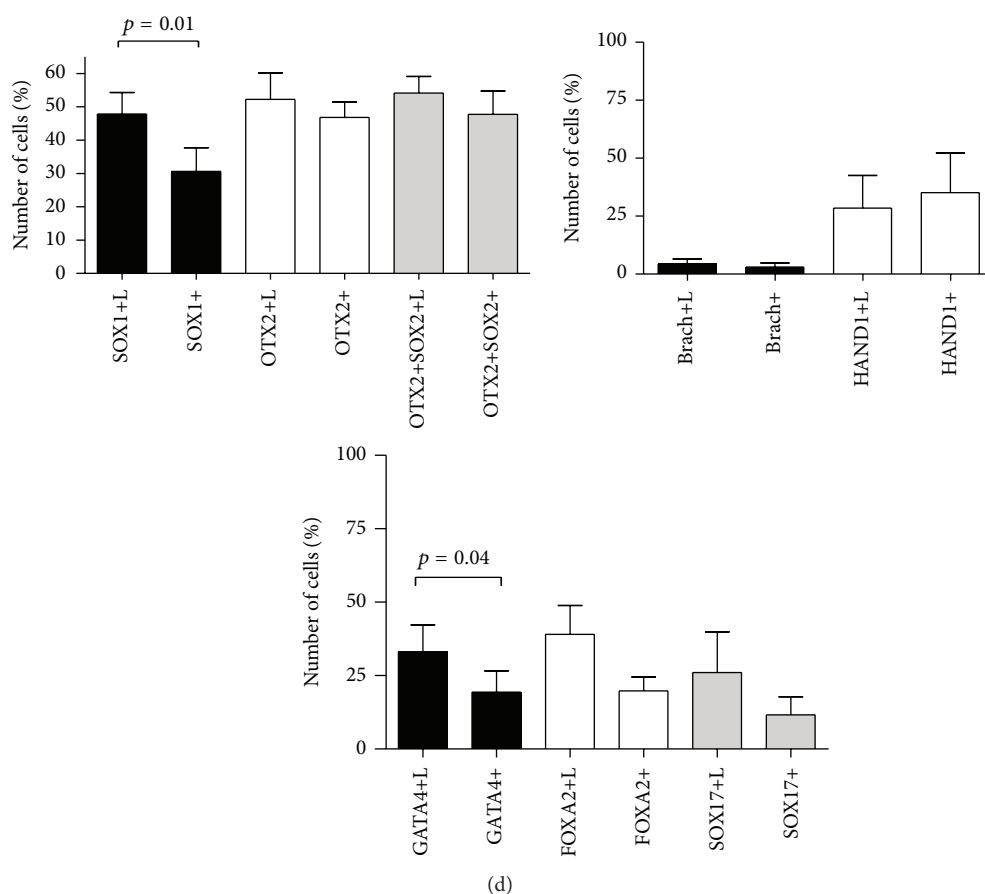 p = 0.01
Number of cells (%)
60
50
40
30
20
10
0
SOX1+L
SOX1+
OTX2+L
OTX2+
OTX2+SOX2+L
OTX2+SOX2+
Number of cells (%)
100
75
50
25
0
Brach+L
Brach+
HAND1+L
HAND1+
Number of cells (%)
100
75
50
25
0
p = 0.04
GATA4+L
GATA4+
FOXA2+L
FOXA2+
SOX17+L
SOX17+
(d)